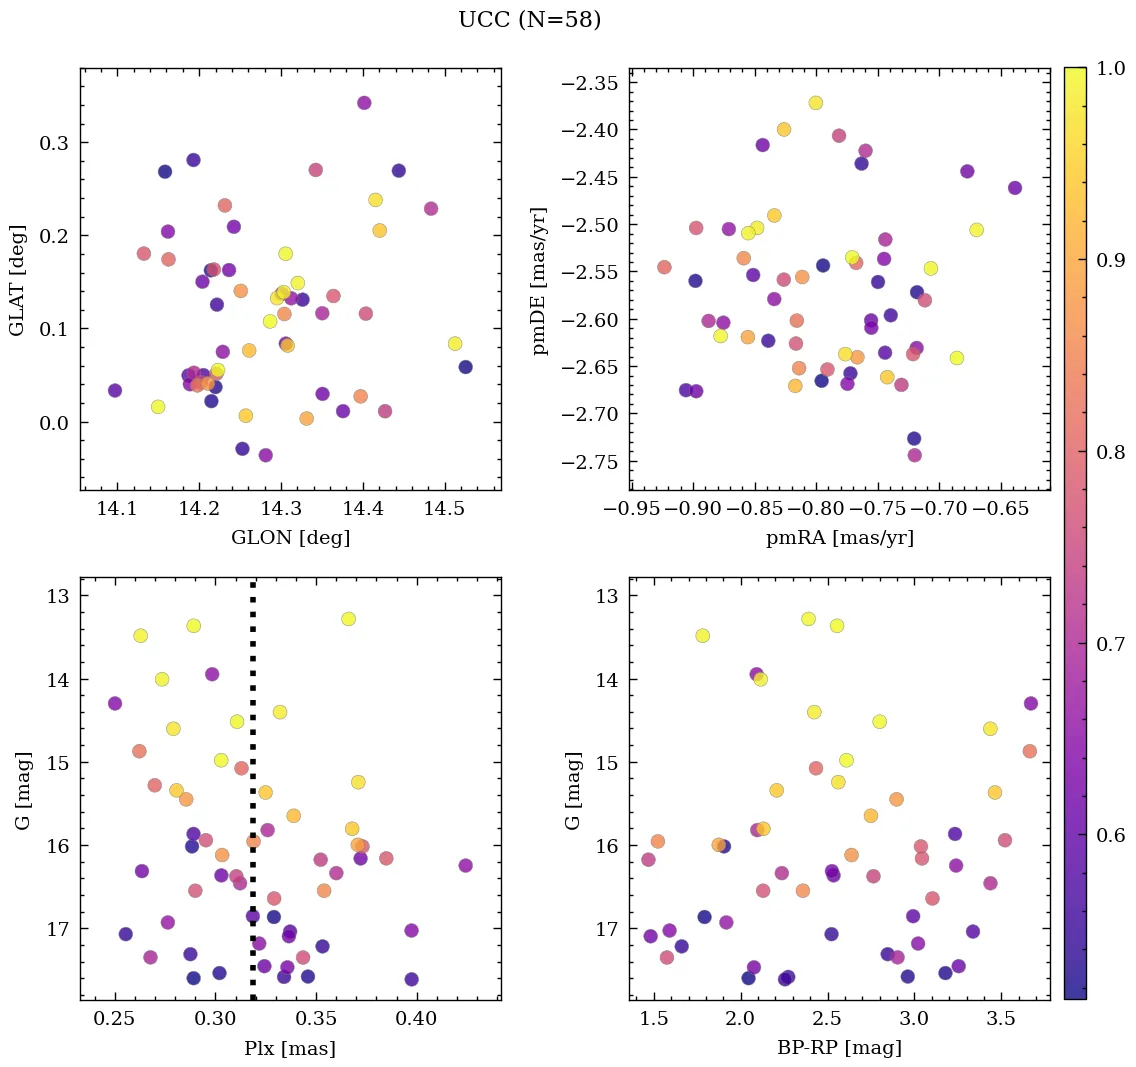 UCC (N=58)
0.3
0.2
0.1
0.0
GLAT [deg]
14.1 14.2 14.3 14.4 14.5
GLON [deg]
−2.35
−2.40
−2.45
−2.50
−2.55
−2.60
−2.65
−2.70
−2.75
pmDE [mas/yr]
−0.95 −0.90 −0.85 −0.80 −0.75 −0.70 −0.65
pmRA [mas/yr]
1.0
0.9
0.8
0.7
0.6
13
14
15
16
17
G [mag]
0.25 0.30 0.35 0.40
Plx [mas]
13
14
15
16
17
G [mag]
1.5 2.0 2.5 3.0 3.5
BP-RP [mag]